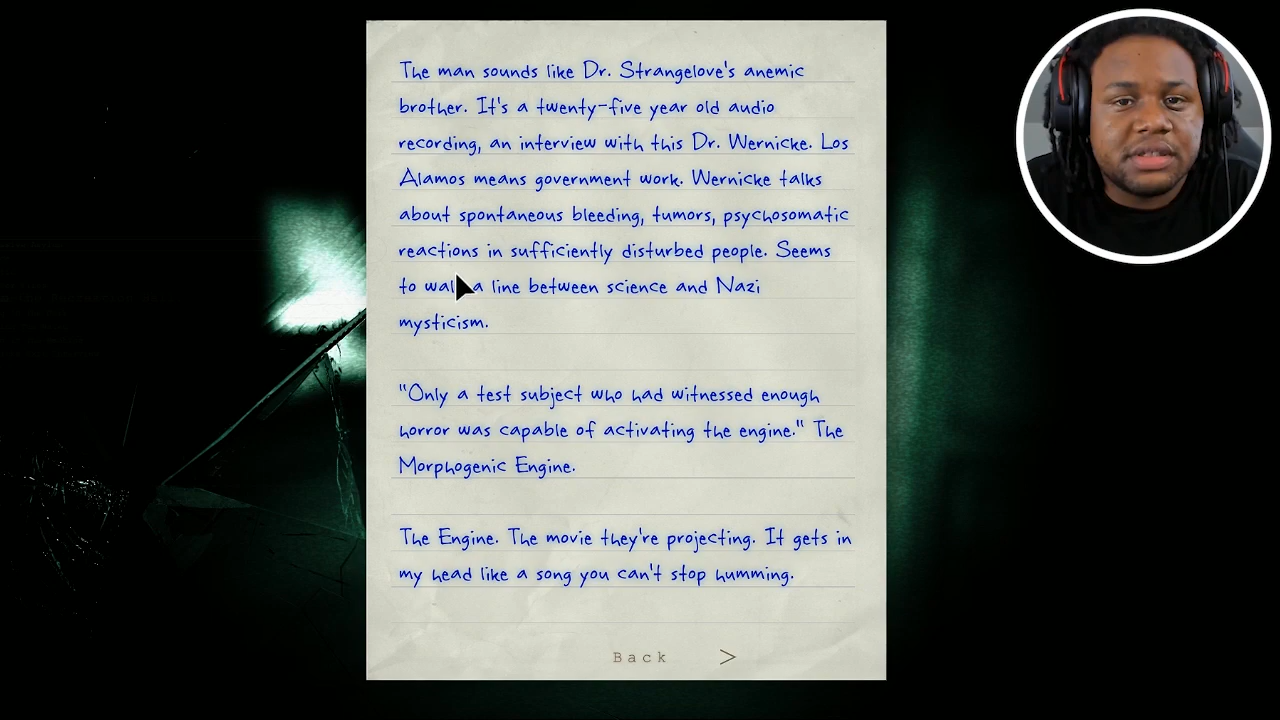 The man sounds like Dr. Strangelove's anemic
brother. It's a twenty-five year old audio
recording, an interview with this Dr. Wernicke. Los
Alamos means government work. Wernicke talks
about spontaneous bleeding, tumors, psychosomatic
reactions in sufficiently disturbed people. Seems
to a line between science and Nazi
mysticism.
"Only a test subject who had witnessed enough
horror was capable of activating the engine." The
Morphogenic Engine.
The Engine. The movie they're projecting. It gets in
my head like a song you can't stop humming.
Back >